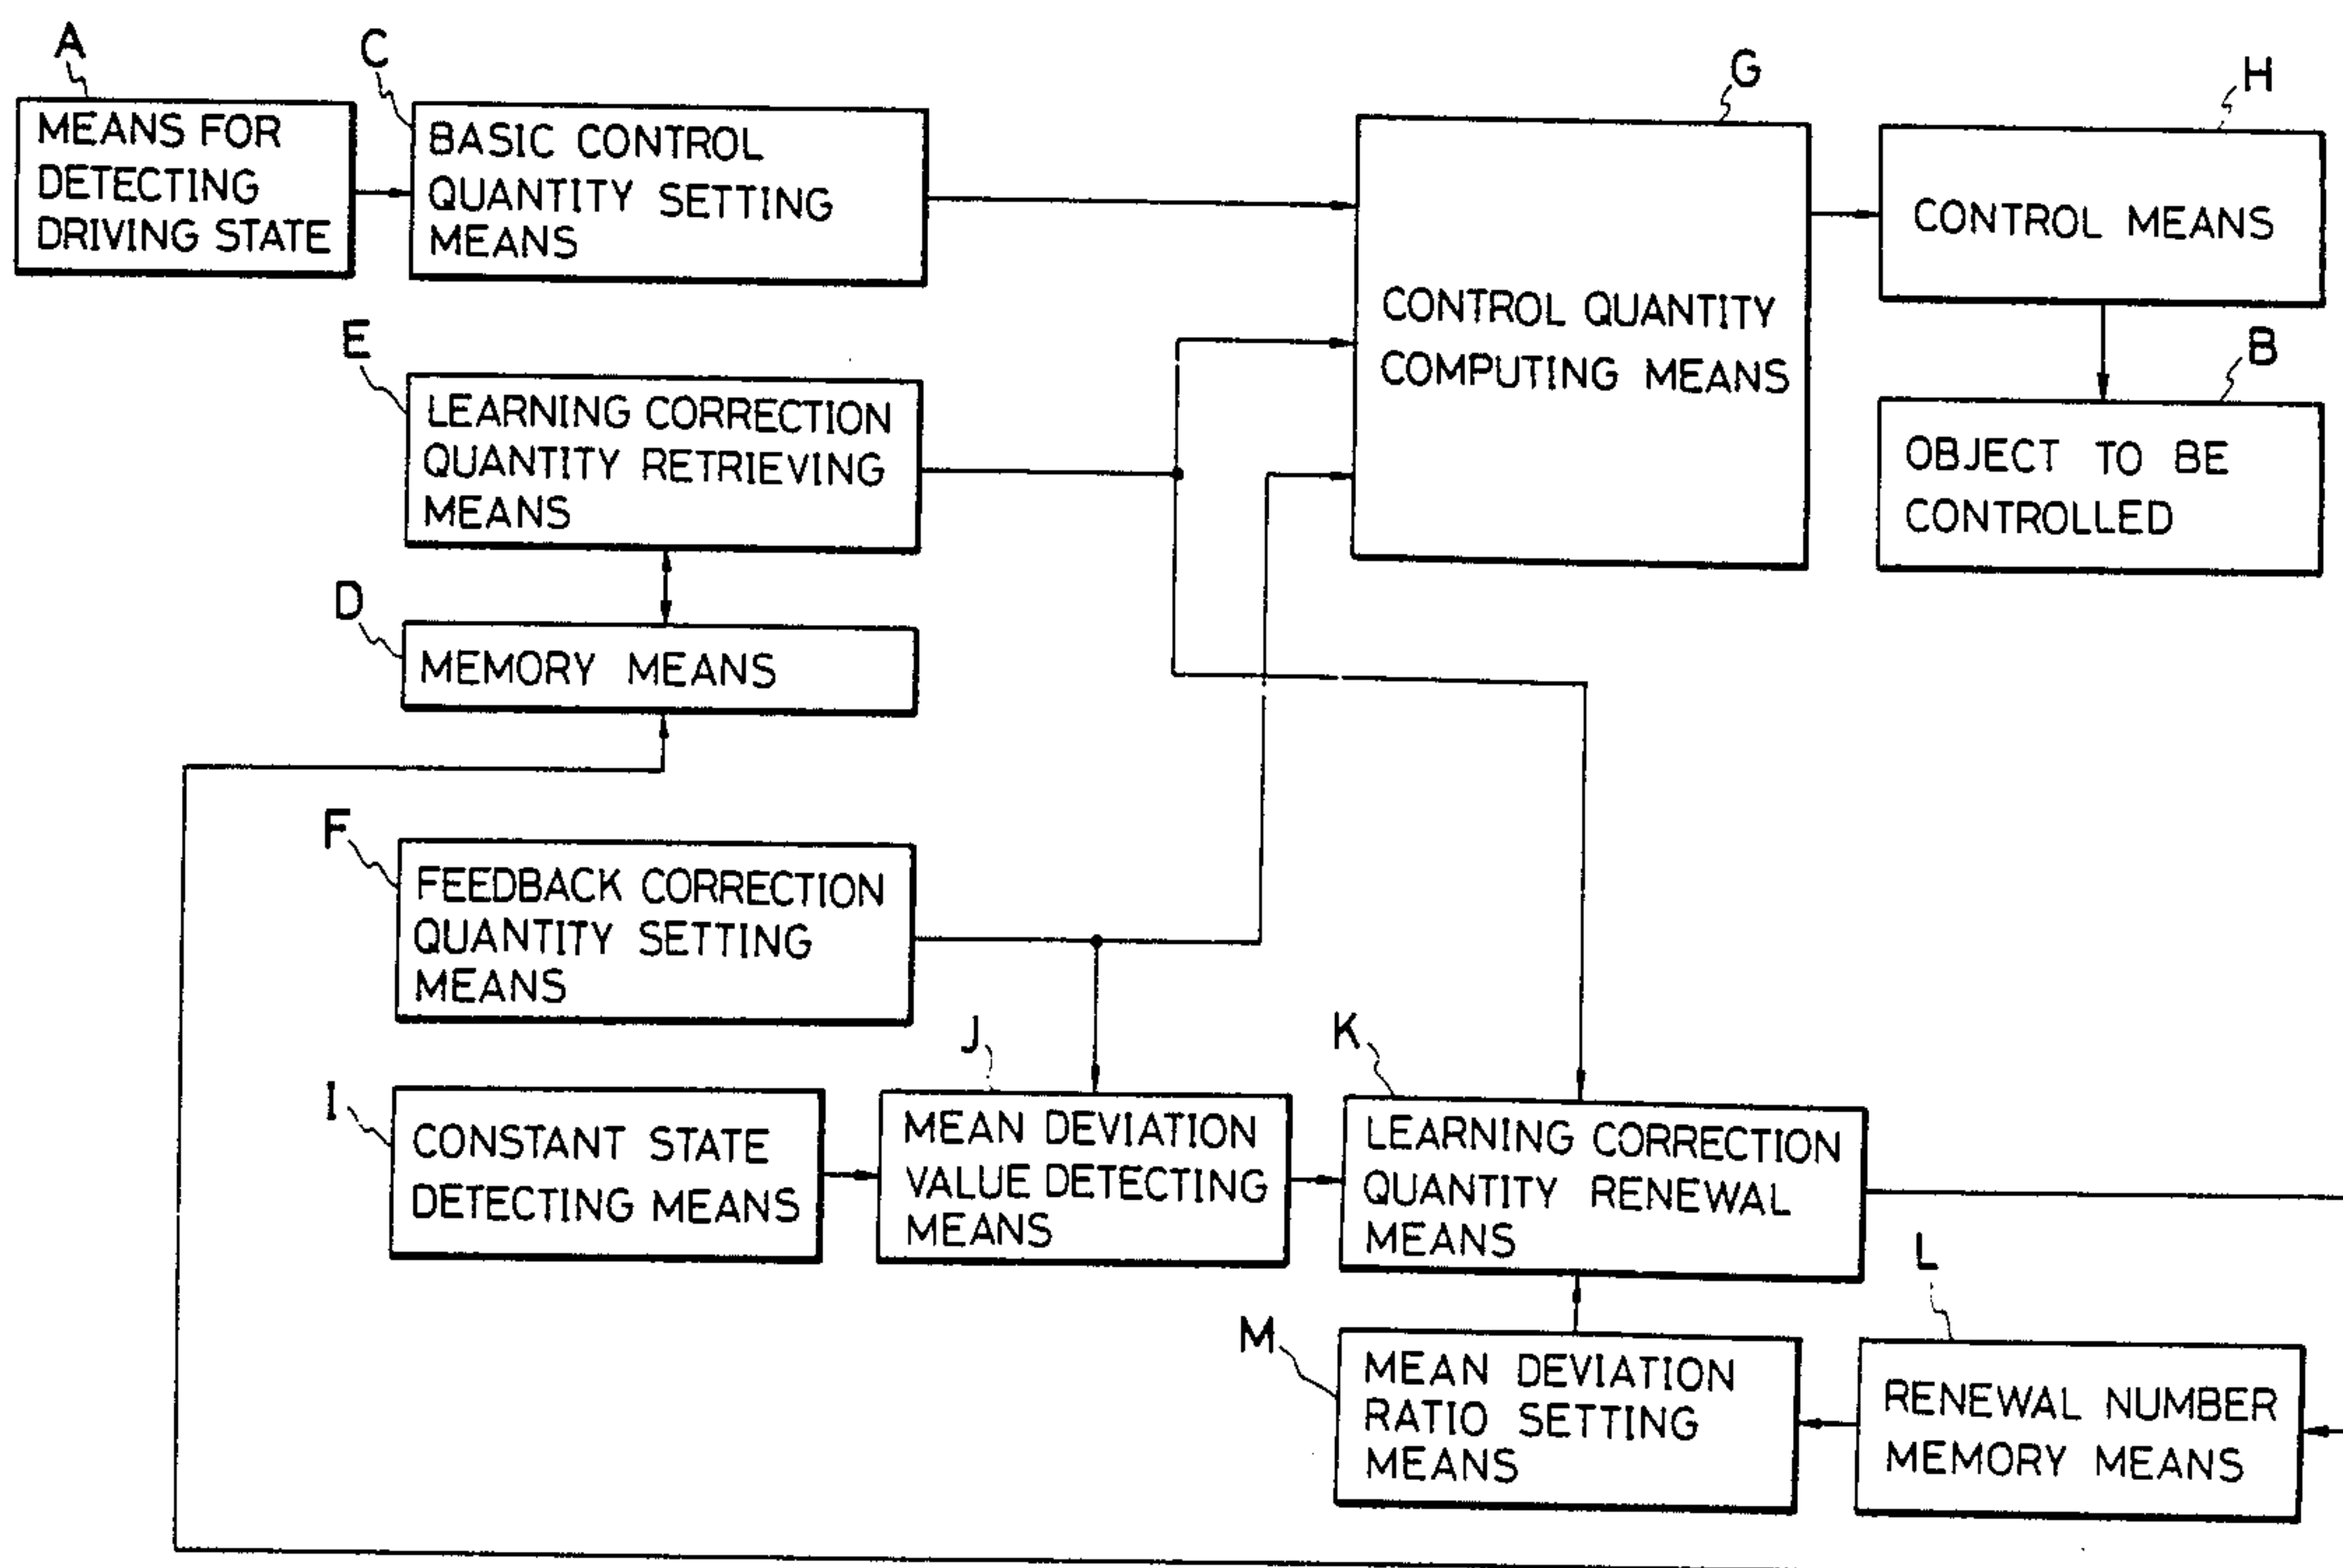 A
MEANS FOR
DETECTING
DRIVING STATE
C
BASIC CONTROL
QUANTITY SETTING
MEANS
G
CONTROL QUANTITY
COMPUTING MEANS
H
CONTROL MEANS
B
OBJECT TO BE
CONTROLLED
E
LEARNING CORRECTION
QUANTITY RETRIEVING
MEANS
D
MEMORY MEANS
F
FEEDBACK CORRECTION
QUANTITY SETTING
MEANS
I
CONSTANT STATE
DETECTING MEANS
J
MEAN DEVIATION
VALUE DETECTING
MEANS
K
LEARNING CORRECTION
QUANTITY RENEWAL
MEANS
M
MEAN DEVIATION
RATIO SETTING
MEANS
L
RENEWAL NUMBER
MEMORY MEANS